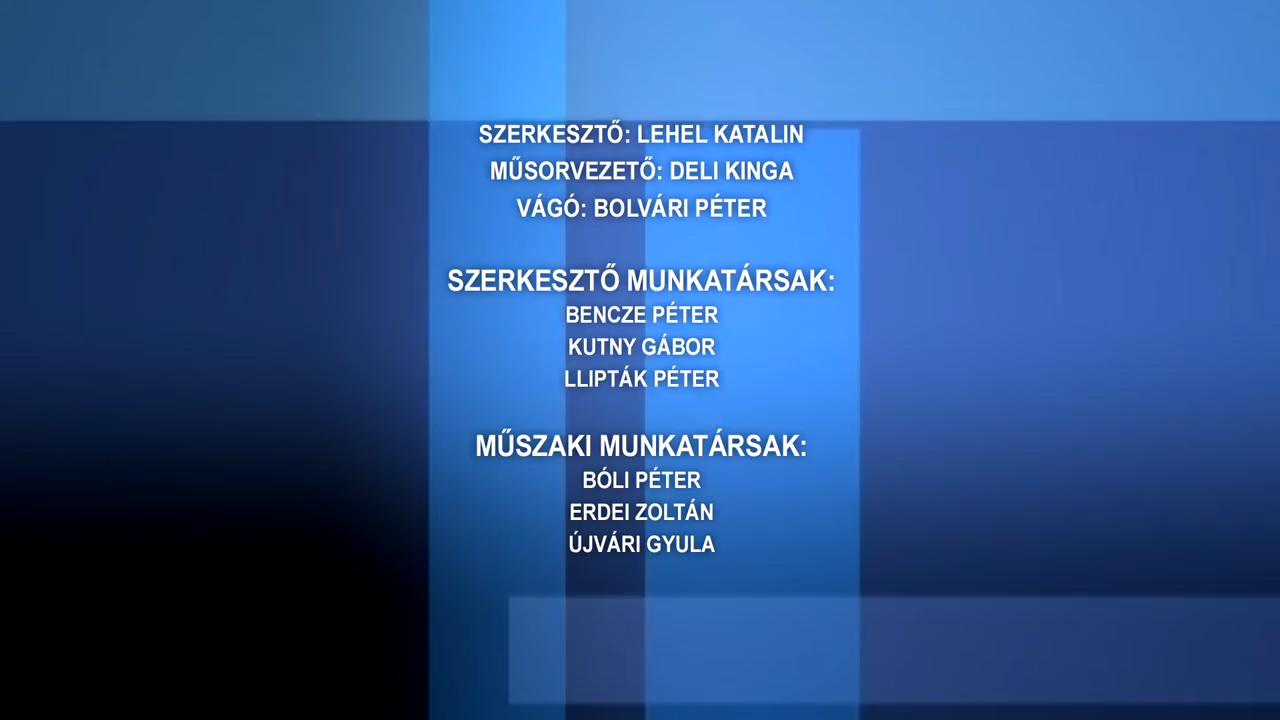 SZERKESZTŐ: LEHEL KATALIN
MŰSORVEZETŐ: DELI KINGA
VÁGÓ: BOLVÁRI PÉTER
SZERKESZTŐ MUNKATÁRSAK:
BENCZE PÉTER
KUTNY GÁBOR
LLIPTÁK PÉTER
MŰSZAKI MUNKATÁRSAK:
BÓLI PÉTER
ERDEI ZOLTÁN
ÚJVÁRI GYULA